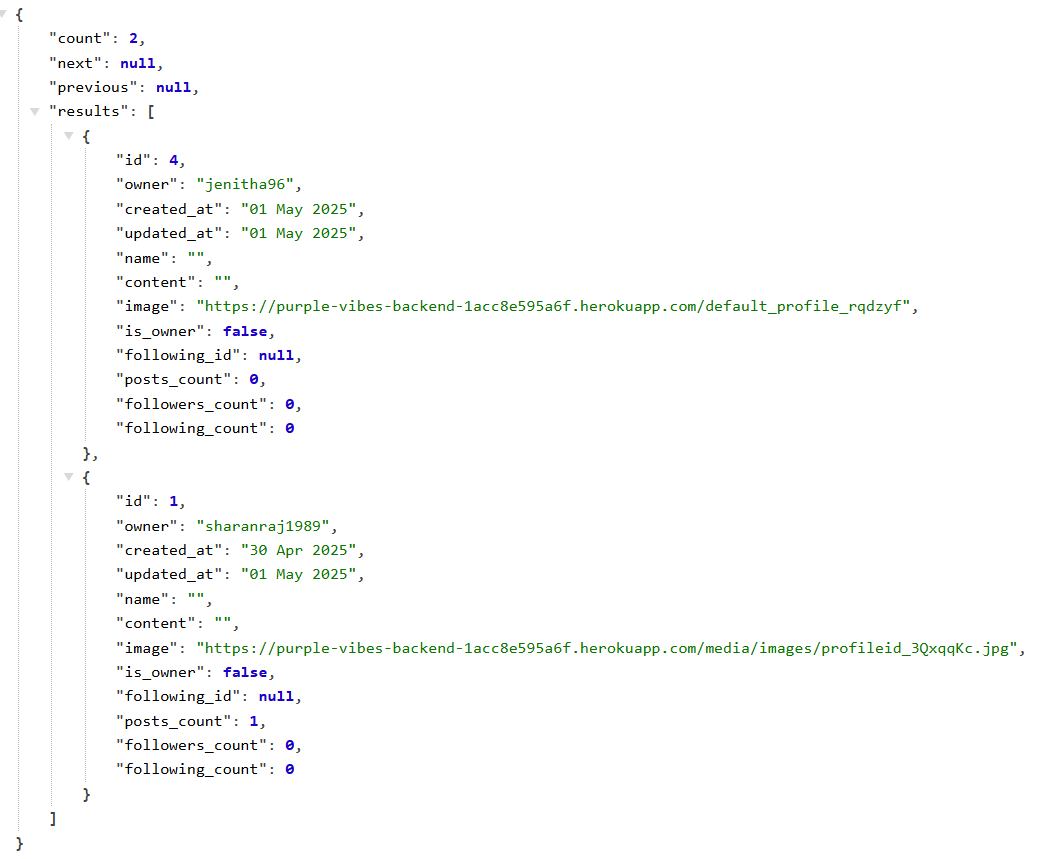 {
"count": 2,
"next": null,
"previous": null,
"results": [
{
"id": 4,
"owner": "jenitha96",
"created_at": "01 May 2025",
"updated_at": "01 May 2025",
"name": "",
"content": "",
"image": "https://purple-vibes-backend-1acc8e595a6f.herokuapp.com/default_profile_rqdzyf",
"is_owner": false,
"following_id": null,
"posts_count": 0,
"followers_count": 0,
"following_count": 0
},
{
"id": 1,
"owner": "sharanraj1989",
"created_at": "30 Apr 2025",
"updated_at": "01 May 2025",
"name": "",
"content": "",
"image": "https://purple-vibes-backend-1acc8e595a6f.herokuapp.com/media/images/profileid_3QxqqKc.jpg",
"is_owner": false,
"following_id": null,
"posts_count": 1,
"followers_count": 0,
"following_count": 0
}
]
}